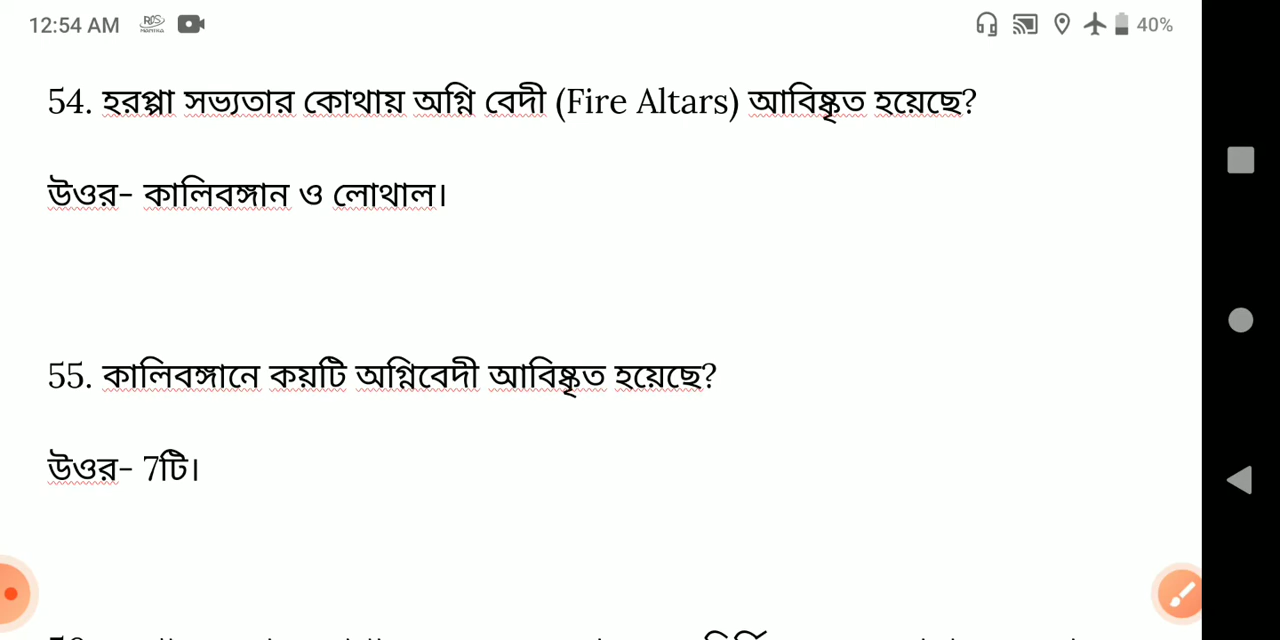 12:54 AM
40%
54. হরপ্পা সভ্যতার কোথায় অগ্নি বেদী (Fire Altars) আবিষ্কৃত হয়েছে?
উওর- কালিবঙ্গান ও লোথাল।
55. কালিবঙ্গানে কয়টি অগ্নিবেদী আবিষ্কৃত হয়েছে?
উওর- 7টি।